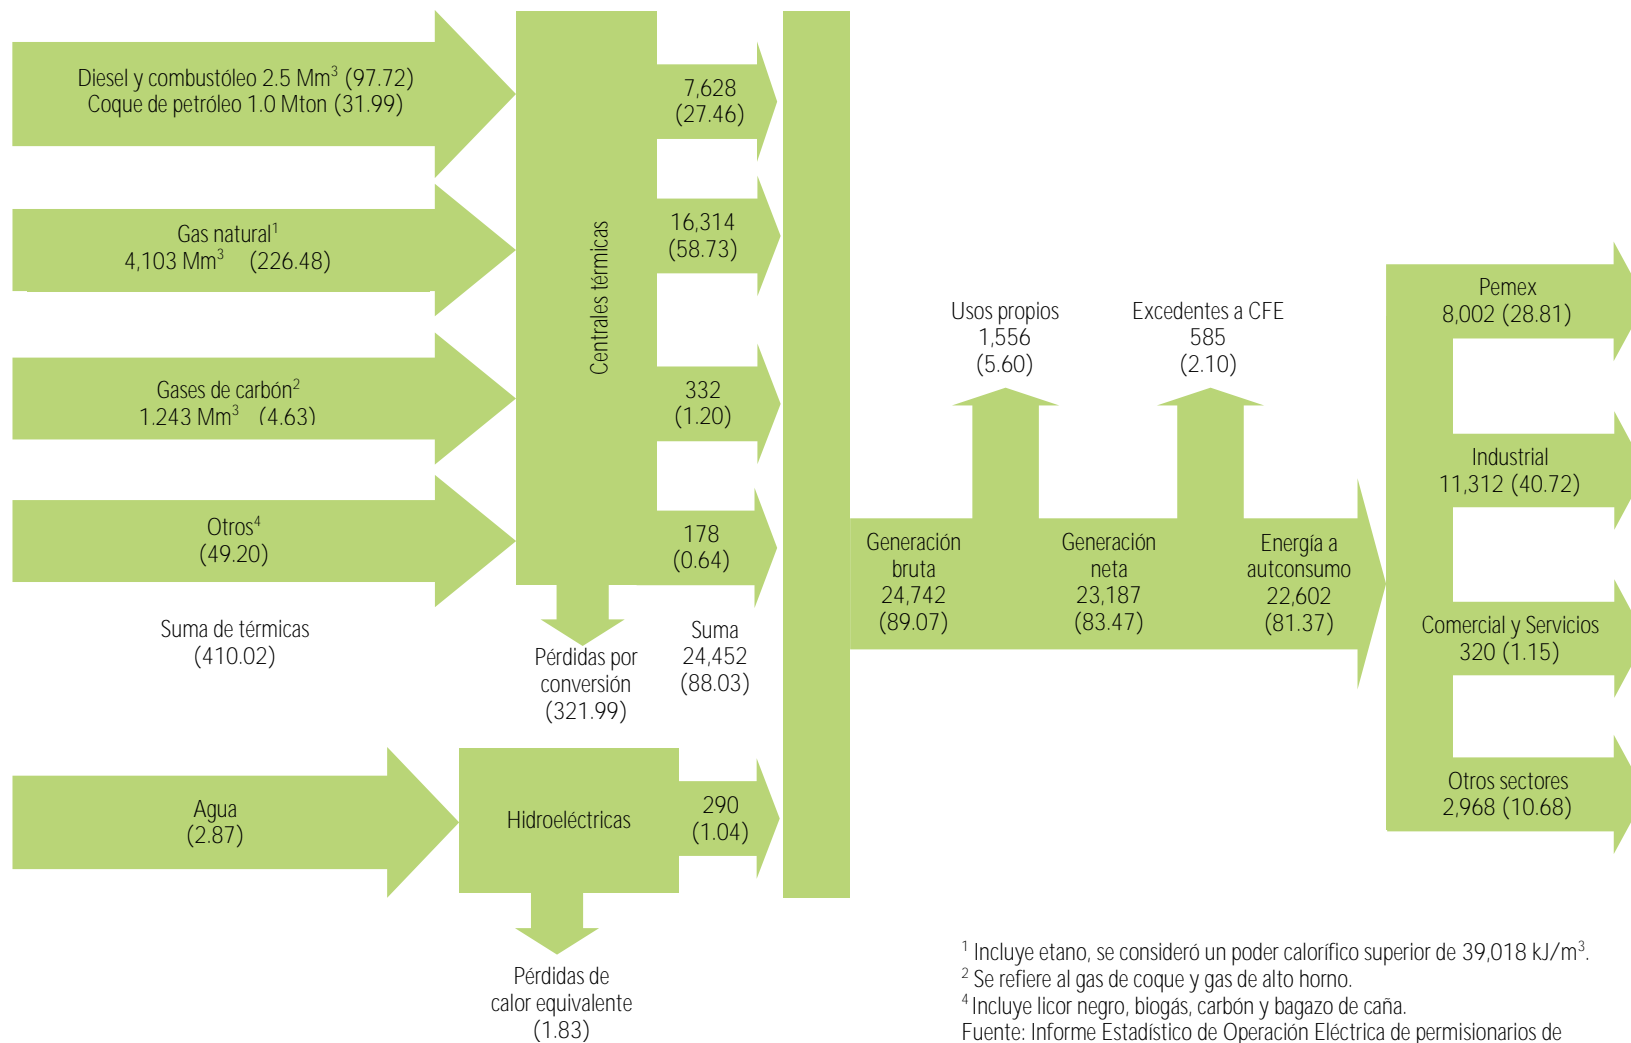 Diesel y combustóleo 2.5 Mm³ (97.72)
Coque de petróleo 1.0 Mton (31.99)
7,628
(27.46)
Gas natural¹
4,103 Mm³ (226.48)
Centrales térmicas
16,314
(58.73)
Gases de carbón²
1,243 Mm³ (4.63)
332
(1.20)
Otros⁴
(49.20)
178
(0.64)
Suma de térmicas
(410.02)
Pérdidas por
conversión
(321.99)
Suma
24,452
(88.03)
Agua
(2.87)
Hidroeléctricas
290
(1.04)
Pérdidas de
calor equivalente
(1.83)
Generación
bruta
24,742
(89.07)
Usos propios
1,556
(5.60)
Generación
neta
23,187
(83.47)
Excedentes a CFE
585
(2.10)
Energía a
autconsumo
22,602
(81.37)
Pemex
8,002 (28.81)
Industrial
11,312 (40.72)
Comercial y Servicios
320 (1.15)
Otros sectores
2,968 (10.68)
¹ Incluye etano, se consideró un poder calorífico superior de 39,018 kJ/m³.
² Se refiere al gas de coque y gas de alto horno.
⁴ Incluye licor negro, biogás, carbón y bagazo de caña.
Fuente: Informe Estadístico de Operación Eléctrica de permisionarios de